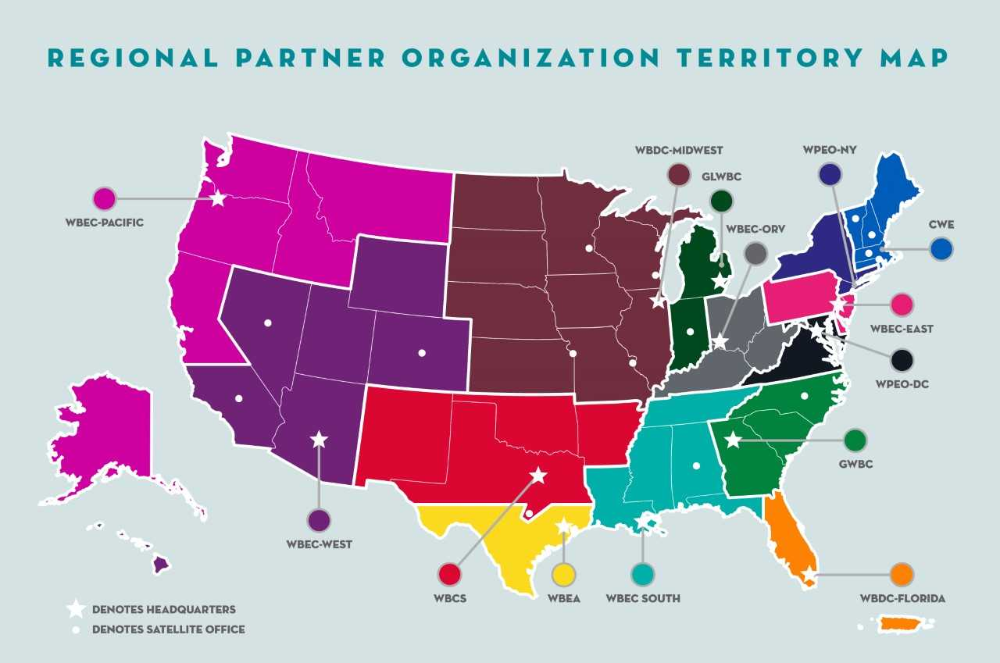 REGIONAL PARTNER ORGANIZATION TERRITORY MAP
WBDC-MIDWEST
WPEO-NY
GLWBC
WBEC-PACIFIC
WBEC-ORV
CWE
WBEC-EAST
WPEO-DC
GWBC
WBEC-WEST
WBCS
WBEA
WBEC SOUTH
WBDC-FLORIDA
DENOTES HEADQUARTERS
DENOTES SATELLITE OFFICE